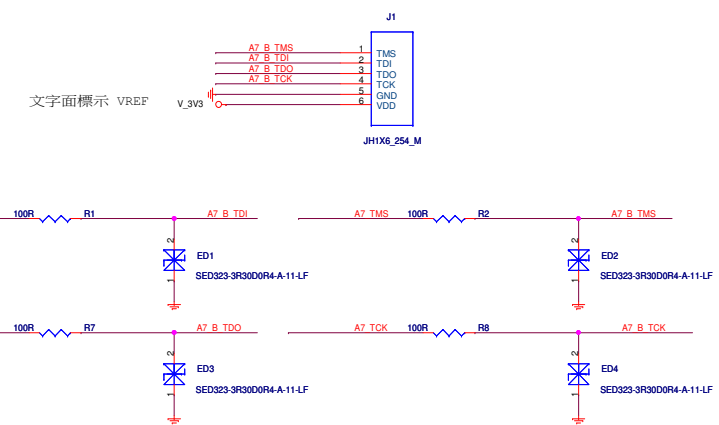 J1
A7_B_TMS 1 TMS
A7_B_TDI 2 TDI
A7_B_TDO 3 TDO
A7_B_TCK 4 TCK
5 GND
文字面標示 VREF V_3V3 6 VDD
JH1X6_254_M
100R R1 A7_B_TDI A7_TMS 100R R2 A7_B_TMS
2 2
ED1 ED2
1 SED323-3R30D0R4-A-11-LF 1 SED323-3R30D0R4-A-11-LF
100R R7 A7_B_TDO A7_TCK 100R R8 A7_B_TCK
2 2
ED3 ED4
1 SED323-3R30D0R4-A-11-LF 1 SED323-3R30D0R4-A-11-LF